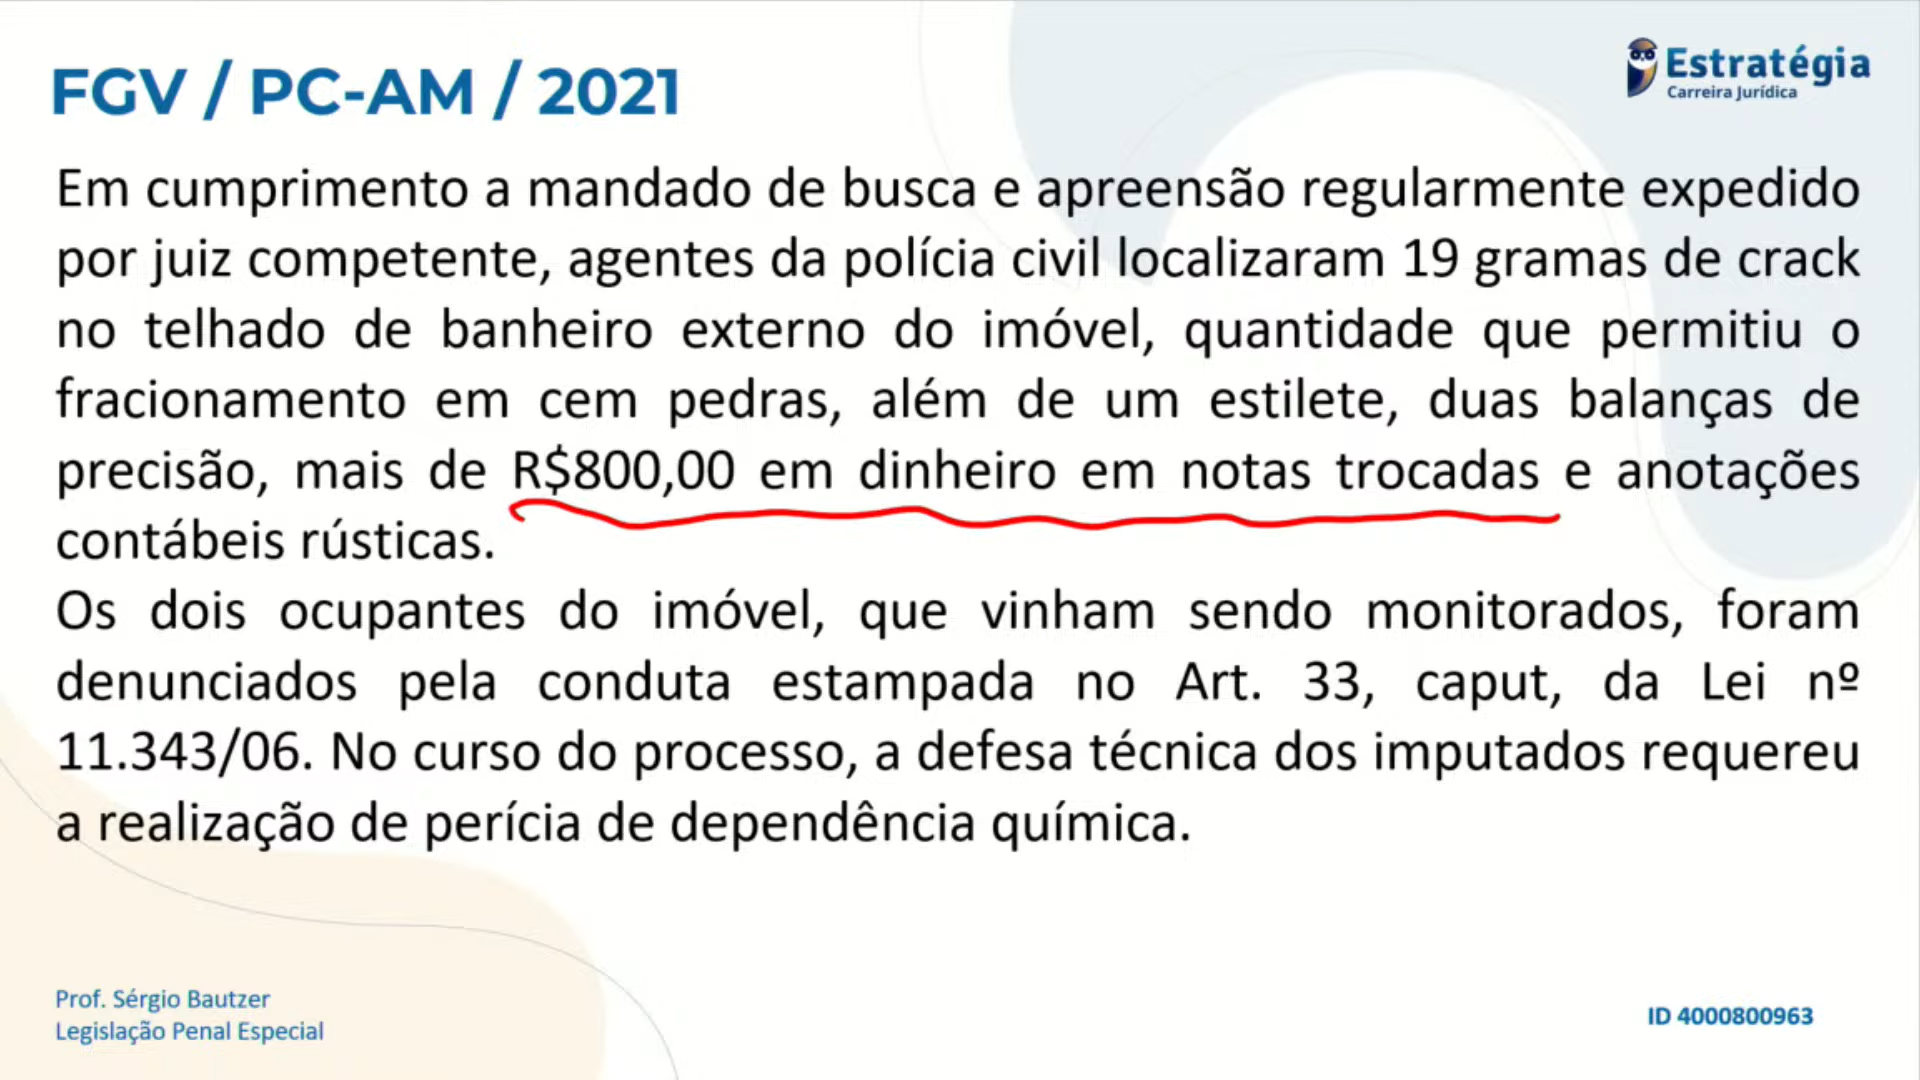 FGV / PC-AM / 2021
Estratégia
Carreira Jurídica
Em cumprimento a mandado de busca e apreensão regularmente expedido
por juiz competente, agentes da polícia civil localizaram 19 gramas de crack
no telhado de banheiro externo do imóvel, quantidade que permitiu o
fracionamento em cem pedras, além de um estilete, duas balanças de
precisão, mais de R$800,00 em dinheiro em notas trocadas e anotações
contábeis rústicas.
Os dois ocupantes do imóvel, que vinham sendo monitorados, foram
denunciados pela conduta estampada no Art. 33, caput, da Lei nº
11.343/06. No curso do processo, a defesa técnica dos imputados requereu
a realização de perícia de dependência química.
Prof. Sérgio Bautzer
Legislação Penal Especial
ID 4000800963